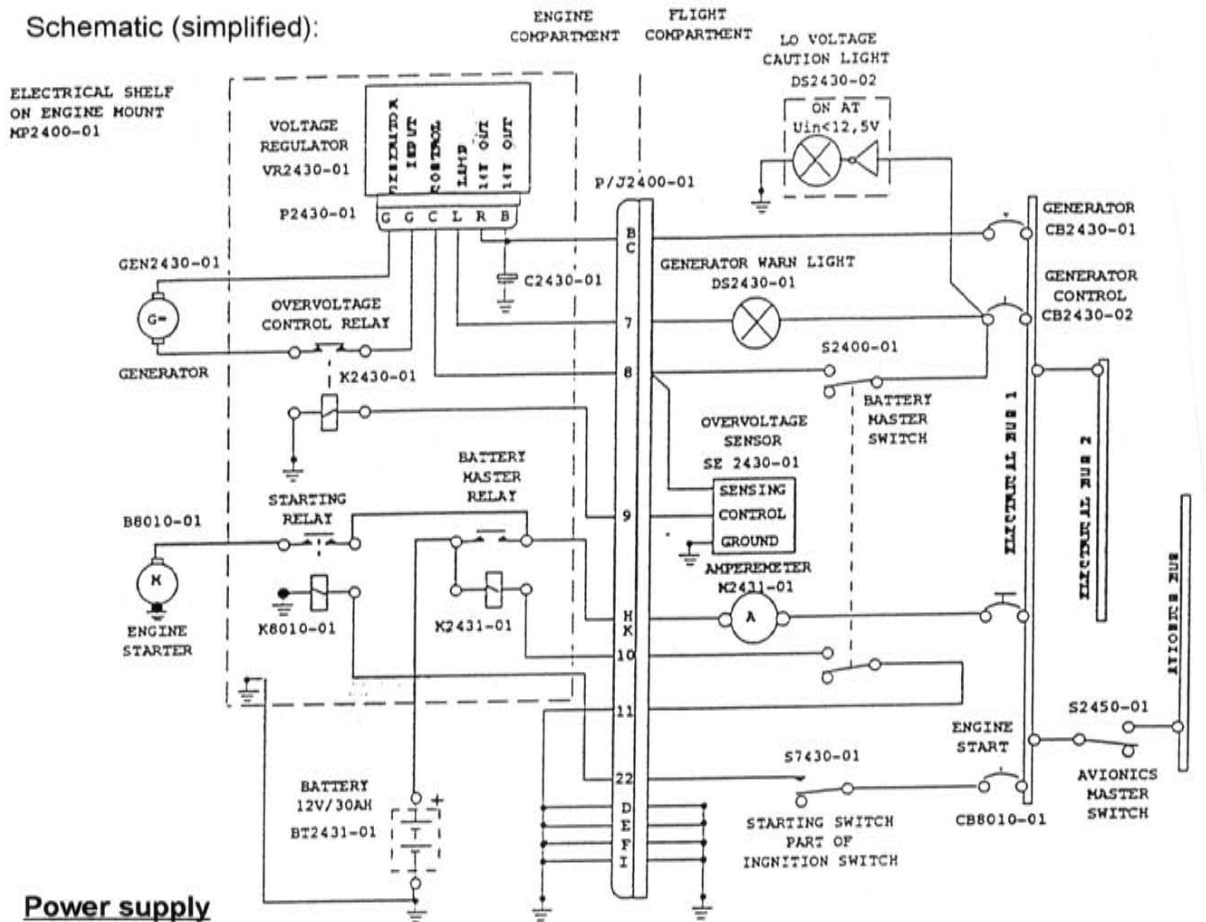 Schematic (simplified):
ENGINE
COMPARTMENT
FLIGHT
COMPARTMENT
LO VOLTAGE
CAUTION LIGHT
DS2430-02
ON AT
Uin<12,5V
ELECTRICAL SHELF
ON ENGINE MOUNT
MP2400-01
VOLTAGE
REGULATOR
VR2430-01
GENERATOR
INPUT
CONTROL
LAMP
14V OUT
14V OUT
P2430-01
G G C L R B
P/J2400-01
B
C
GENERATOR
CB2430-01
GEN2430-01
C2430-01
GENERATOR WARN LIGHT
DS2430-01
GENERATOR
CONTROL
CB2430-02
G=
OVERVOLTAGE
CONTROL RELAY
7
GENERATOR
K2430-01
8
S2400-01
BATTERY
MASTER
SWITCH
OVERVOLTAGE
SENSOR
SE 2430-01
SENSING
CONTROL
GROUND
ELECTRICAL BUS 1
ELECTRICAL BUS 2
AVIONICS BUS
BATTERY
MASTER
RELAY
STARTING
RELAY
9
B8010-01
M
ENGINE
STARTER
K8010-01
K2431-01
AMPEREMETER
M2431-01
A
H
K
10
11
S2450-01
AVIONICS
MASTER
SWITCH
ENGINE
START
S7430-01
22
CB8010-01
STARTING SWITCH
PART OF
INGNITION SWITCH
BATTERY
12V/30AH
BT2431-01
+
D
E
F
I
Power supply